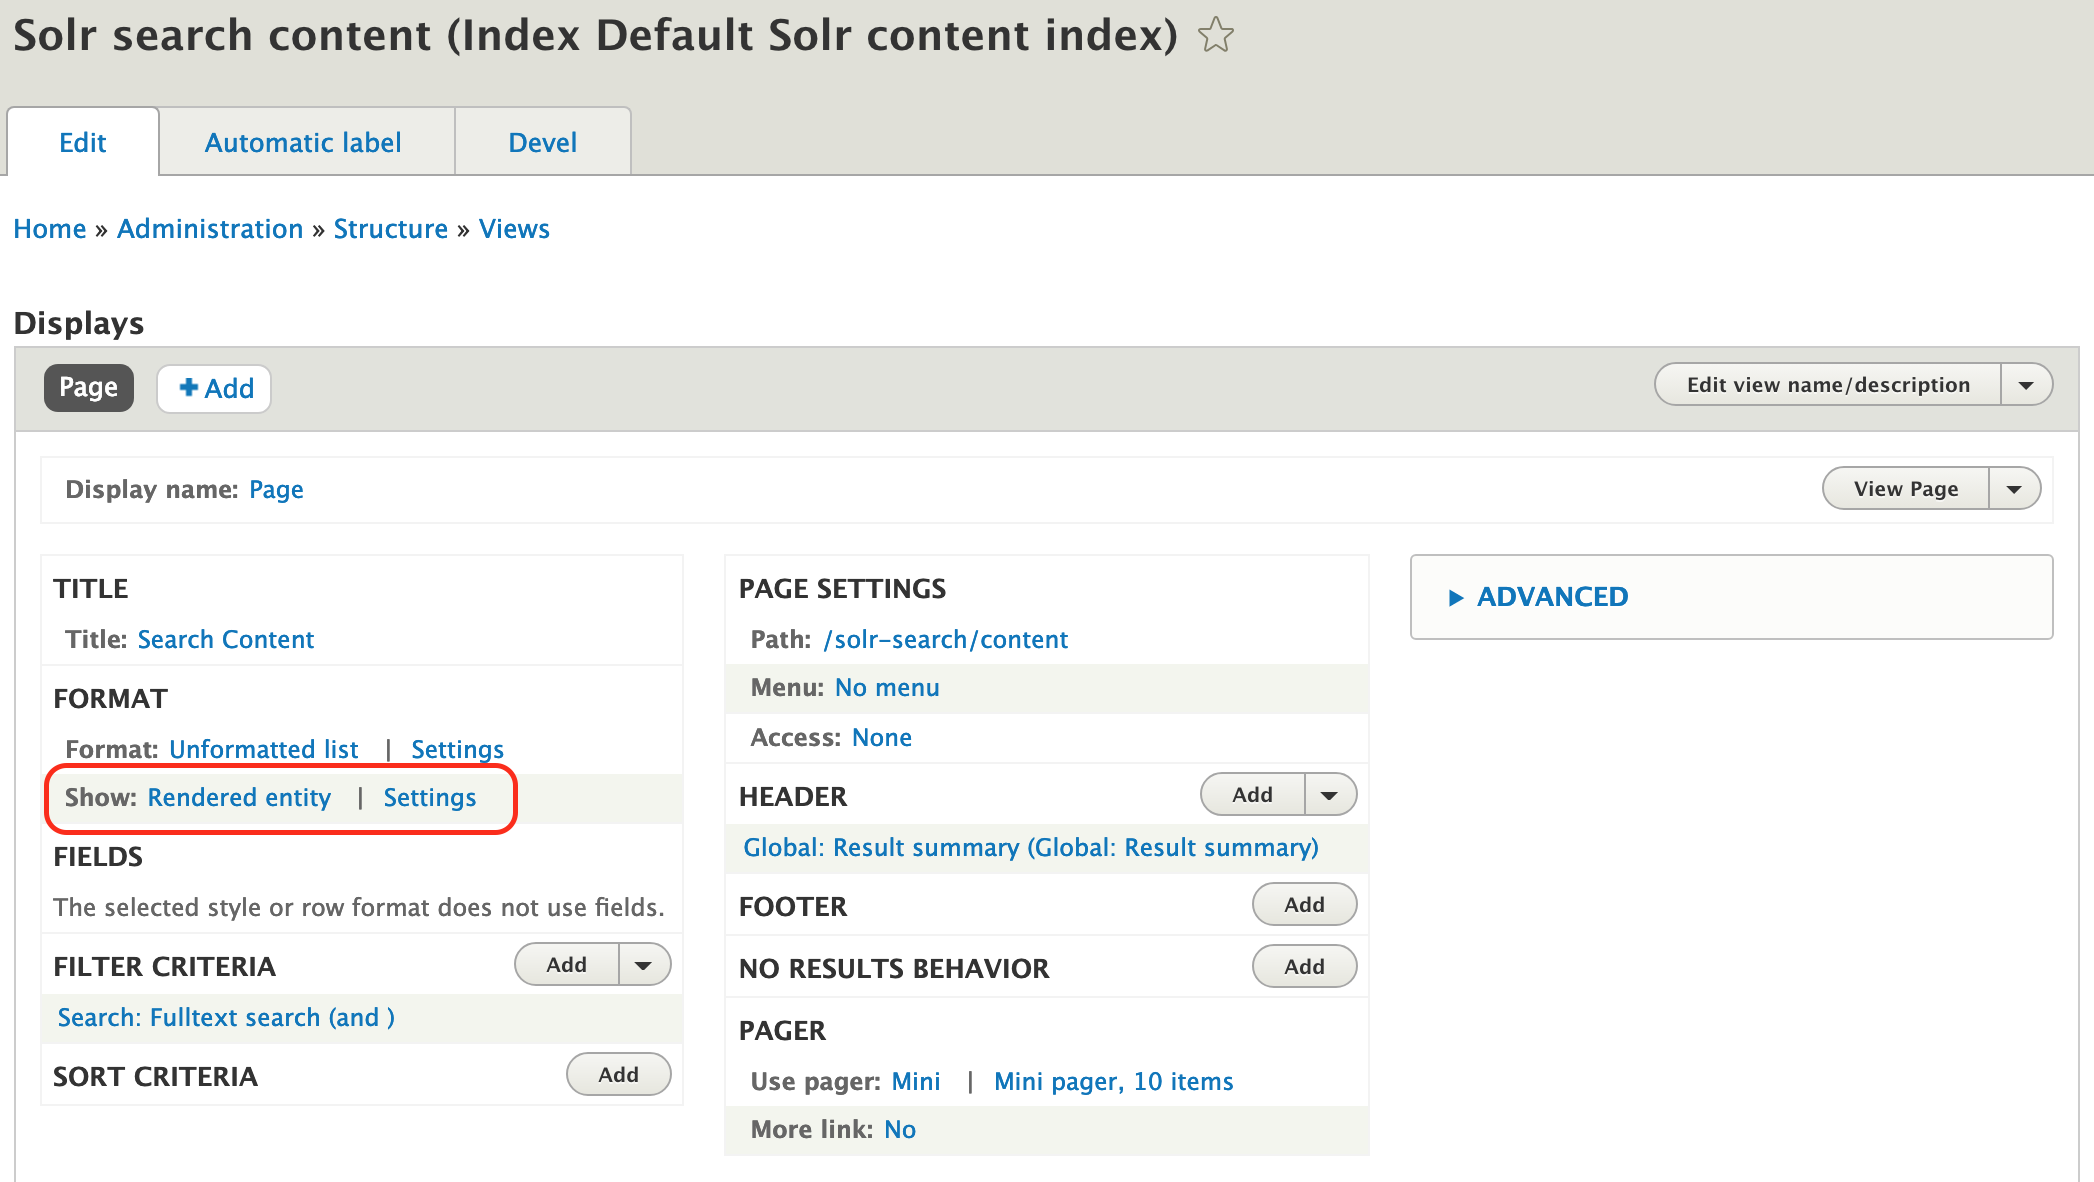 Solr search content (Index Default Solr content index)
Edit
Automatic label
Devel
Home » Administration » Structure » Views
Displays
Page
Add
Edit view name/description
Display name: Page
View Page
TITLE
Title: Search Content
FORMAT
Format: Unformatted list | Settings
Show: Rendered entity | Settings
FIELDS
The selected style or row format does not use fields.
FILTER CRITERIA
Add
Search: Fulltext search (and )
SORT CRITERIA
Add
PAGE SETTINGS
Path: /solr-search/content
Menu: No menu
Access: None
HEADER
Add
Global: Result summary (Global: Result summary)
FOOTER
Add
NO RESULTS BEHAVIOR
Add
PAGER
Use pager: Mini | Mini pager, 10 items
More link: No
ADVANCED